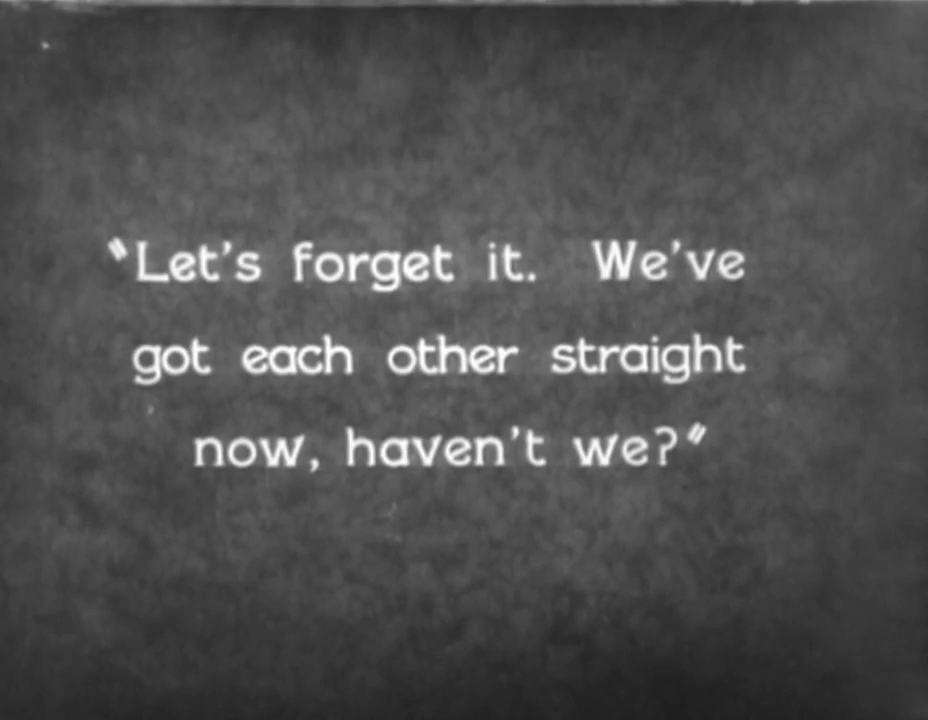 "Let's forget it. We've
got each other straight
now, haven't we?"